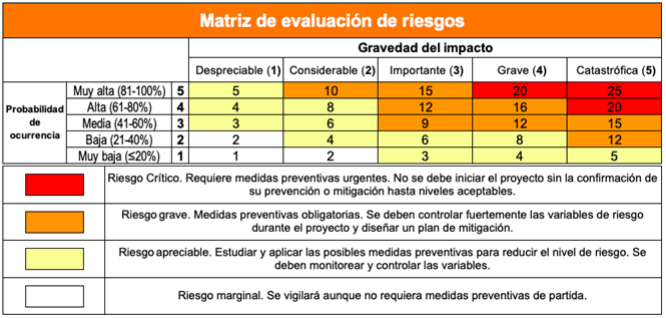 Matriz de evaluación de riesgos
Gravedad del impacto
Despreciable (1) Considerable (2) Importante (3) Grave (4) Catastrófica (5)
Probabilidad de ocurrencia
Muy alta (81-100%) 5 5 10 15 20 25
Alta (61-80%) 4 4 8 12 16 20
Media (41-60%) 3 3 6 9 12 15
Baja (21-40%) 2 2 4 6 8 12
Muy baja (≤20%) 1 1 2 3 4 5
Riesgo Crítico. Requiere medidas preventivas urgentes. No se debe iniciar el proyecto sin la confirmación de
su prevención o mitigación hasta niveles aceptables.
Riesgo grave. Medidas preventivas obligatorias. Se deben controlar fuertemente las variables de riesgo
durante el proyecto y diseñar un plan de mitigación.
Riesgo apreciable. Estudiar y aplicar las posibles medidas preventivas para reducir el nivel de riesgo. Se
deben monitorear y controlar las variables.
Riesgo marginal. Se vigilará aunque no requiera medidas preventivas de partida.